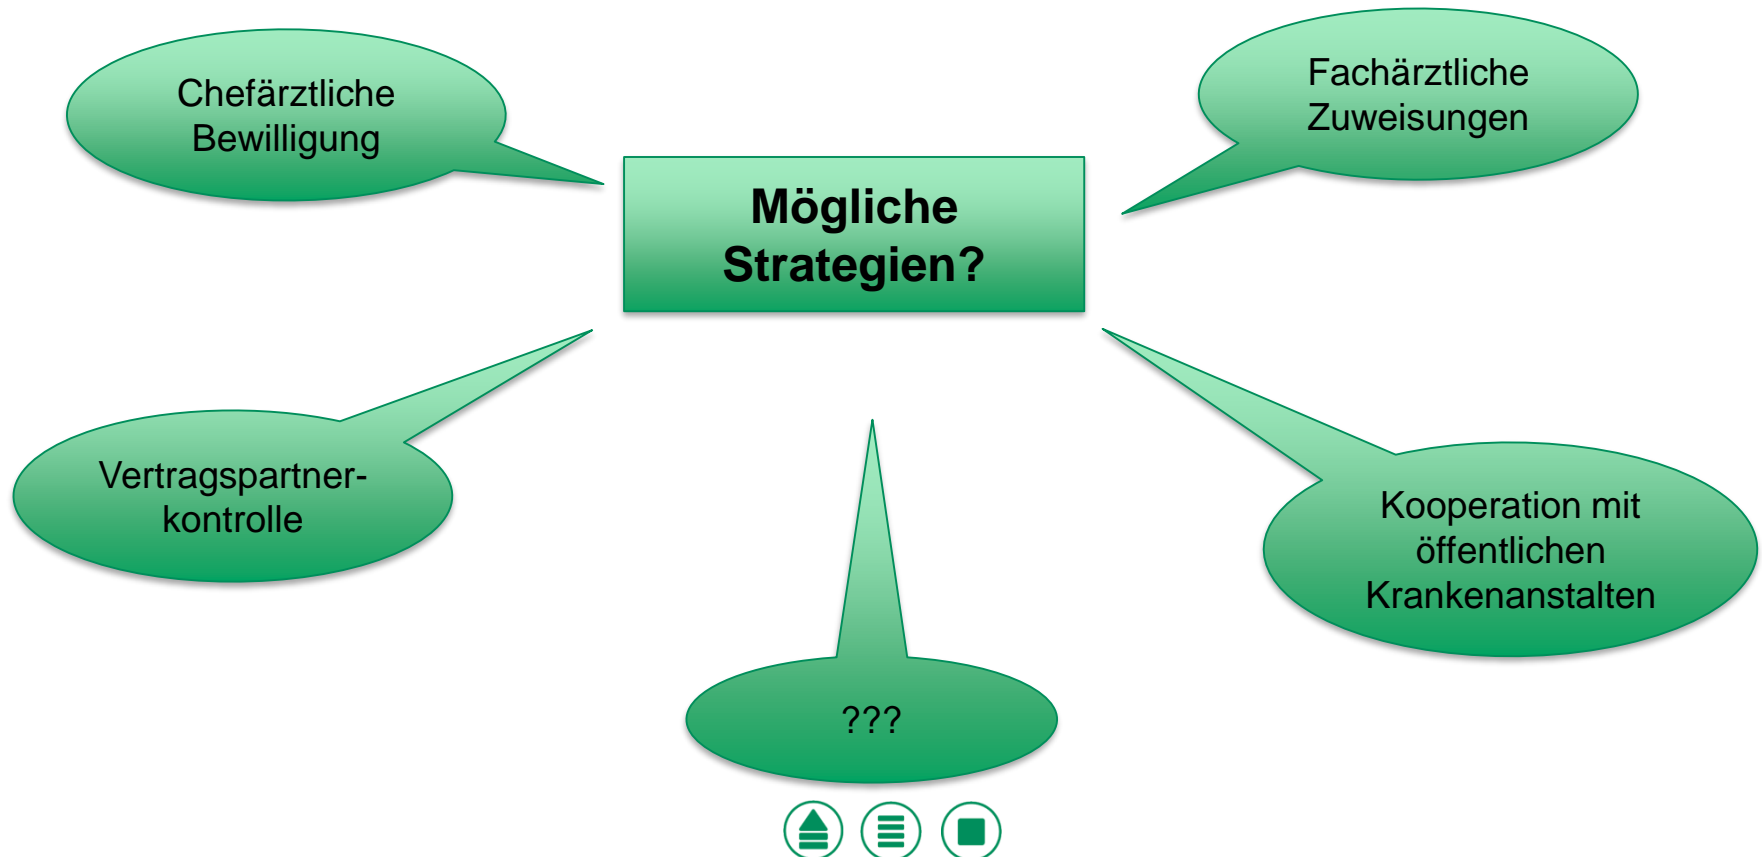 Chefärztliche
Bewilligung
Fachärztliche
Zuweisungen
Mögliche
Strategien?
Vertragspartner-
kontrolle
Kooperation mit
öffentlichen
Krankenanstalten
???